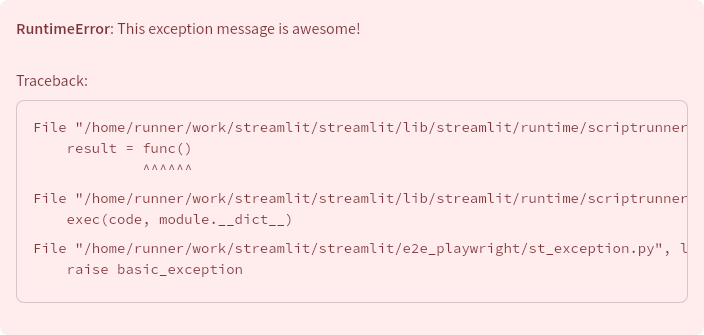 RuntimeError: This exception message is awesome!
Traceback:
File "/home/runner/work/streamlit/streamlit/lib/streamlit/runtime/scriptrunner
result = func()
^^^^^^
File "/home/runner/work/streamlit/streamlit/lib/streamlit/runtime/scriptrunner
exec(code, module.__dict__)
File "/home/runner/work/streamlit/streamlit/e2e_playwright/st_exception.py", l
raise basic_exception